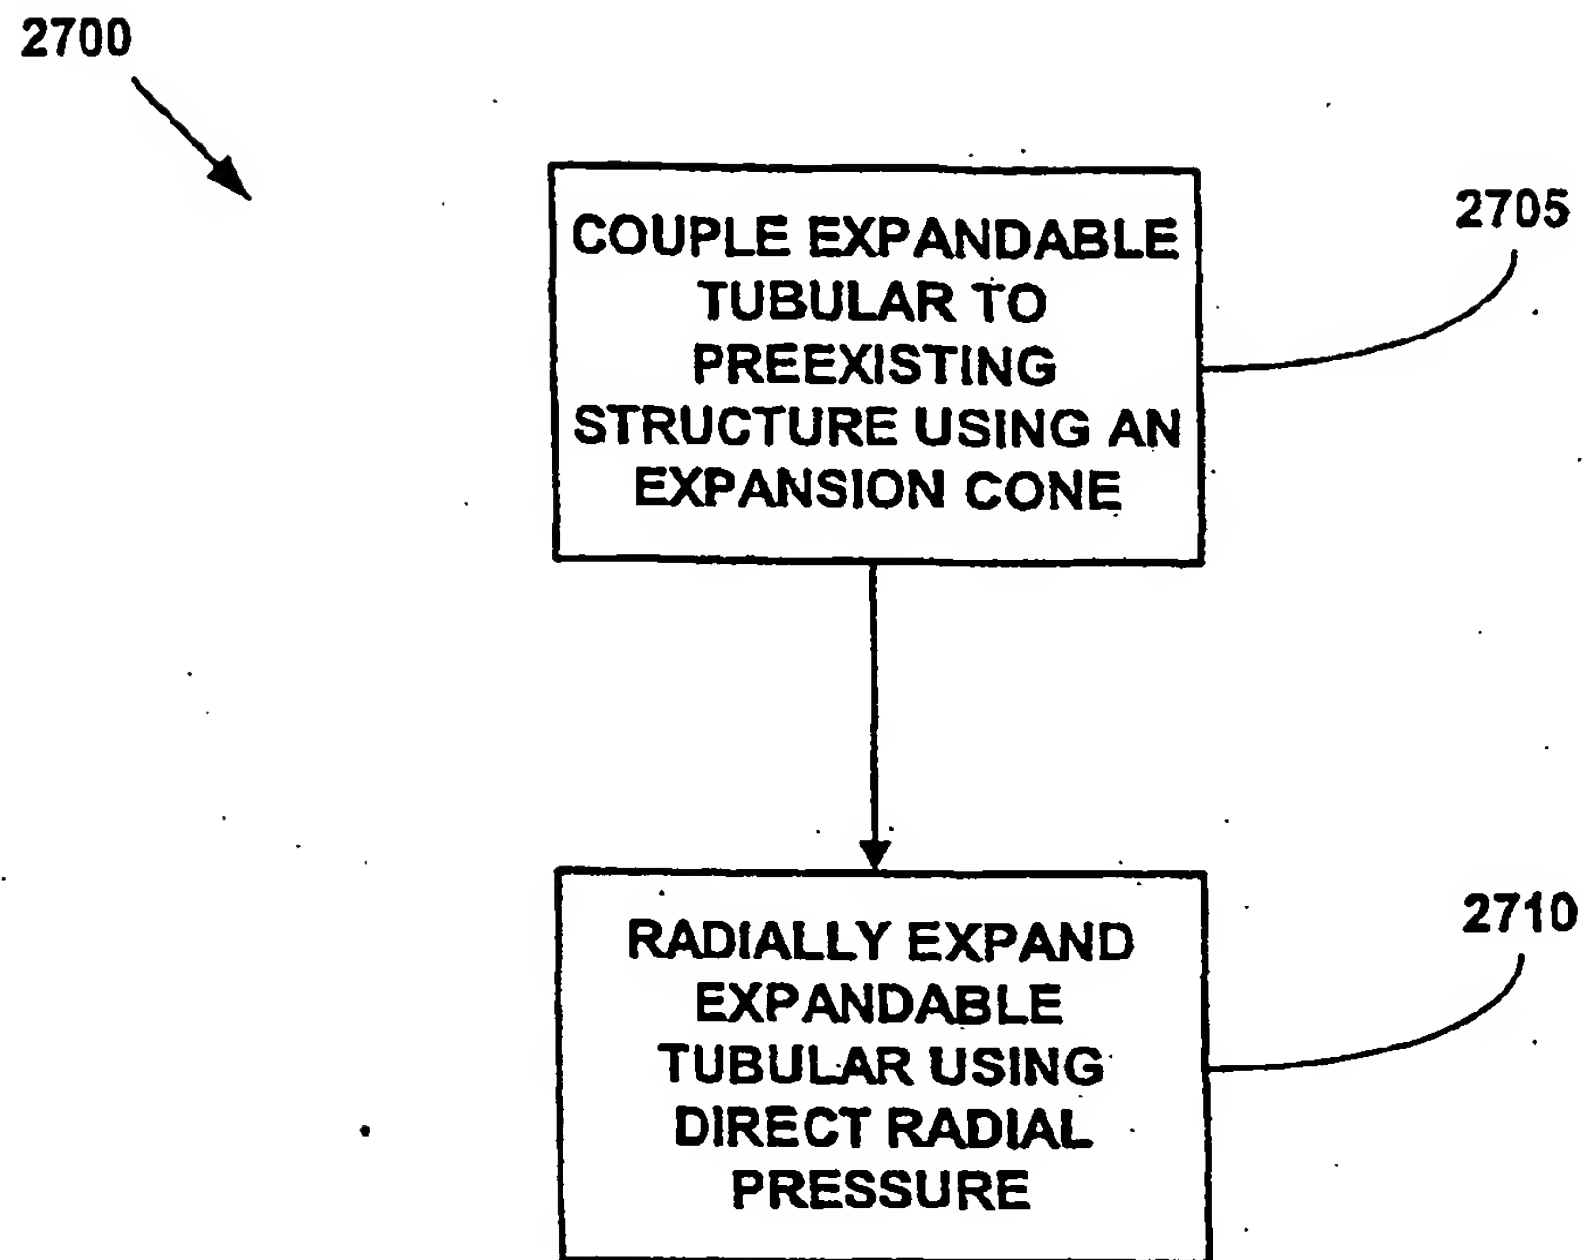 2700
COUPLE EXPANDABLE
TUBULAR TO
PREEXISTING
STRUCTURE USING AN
EXPANSION CONE
2705
RADIALLY EXPAND
EXPANDABLE
TUBULAR USING
DIRECT RADIAL
PRESSURE
2710